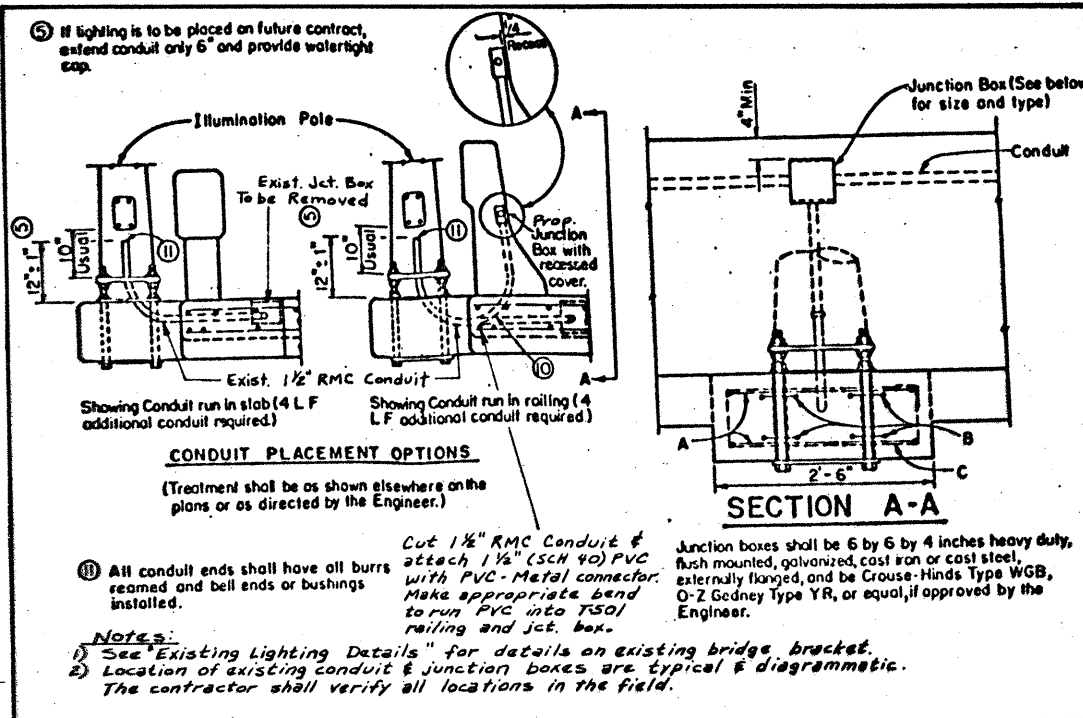 ⑤ If lighting is to be placed on future contract,
extend conduit only 6" and provide watertight
cap.
1/4
Recess
A
Junction Box (See below
for size and type)
4" Min
Illumination Pole
Conduit
Exist. Jct. Box
To be Removed
⑤
⑤
12"± 1"
10"
Usual
⑪
12"± 1"
10"
Usual
⑪
Prop.
Junction
Box with
recessed
cover.
⑩
A
Exist. 1½" RMC Conduit
Showing Conduit run in slab (4 L F
additional conduit required.)
Showing Conduit run in railing (4
L F additional conduit required.)
A
B
C
2'-6"
CONDUIT PLACEMENT OPTIONS
SECTION A-A
(Treatment shall be as shown elsewhere on the
plans or as directed by the Engineer.)
Cut 1½" RMC Conduit &
attach 1½" (SCH 40) PVC
with PVC-Metal connector.
Make appropriate bend
to run PVC into T501
railing and jct. box.
Junction boxes shall be 6 by 6 by 4 inches heavy duty,
flush mounted, galvanized, cast iron or cast steel,
externally flanged, and be Crouse-Hinds Type WGB,
O-Z Gedney Type YR, or equal, if approved by the
Engineer.
⑪ All conduit ends shall have all burrs
reamed and bell ends or bushings
installed.
Notes:
1) See "Existing Lighting Details" for details on existing bridge bracket.
2) Location of existing conduit & junction boxes are typical & diagrammatic.
The contractor shall verify all locations in the field.